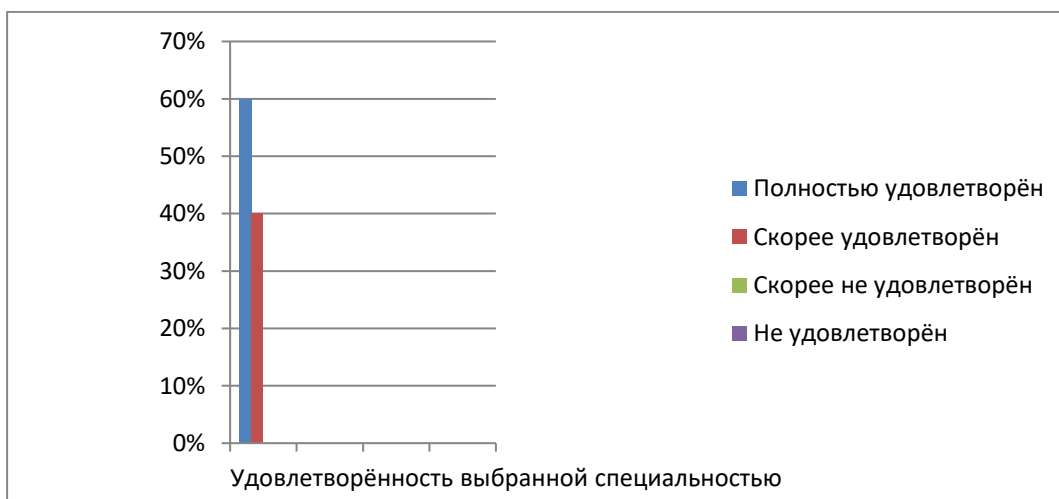 70%
60%
50%
40%
30%
20%
10%
0%
Удовлетворённость выбранной специальностью
Полностью удовлетворён
Скорее удовлетворён
Скорее не удовлетворён
Не удовлетворён